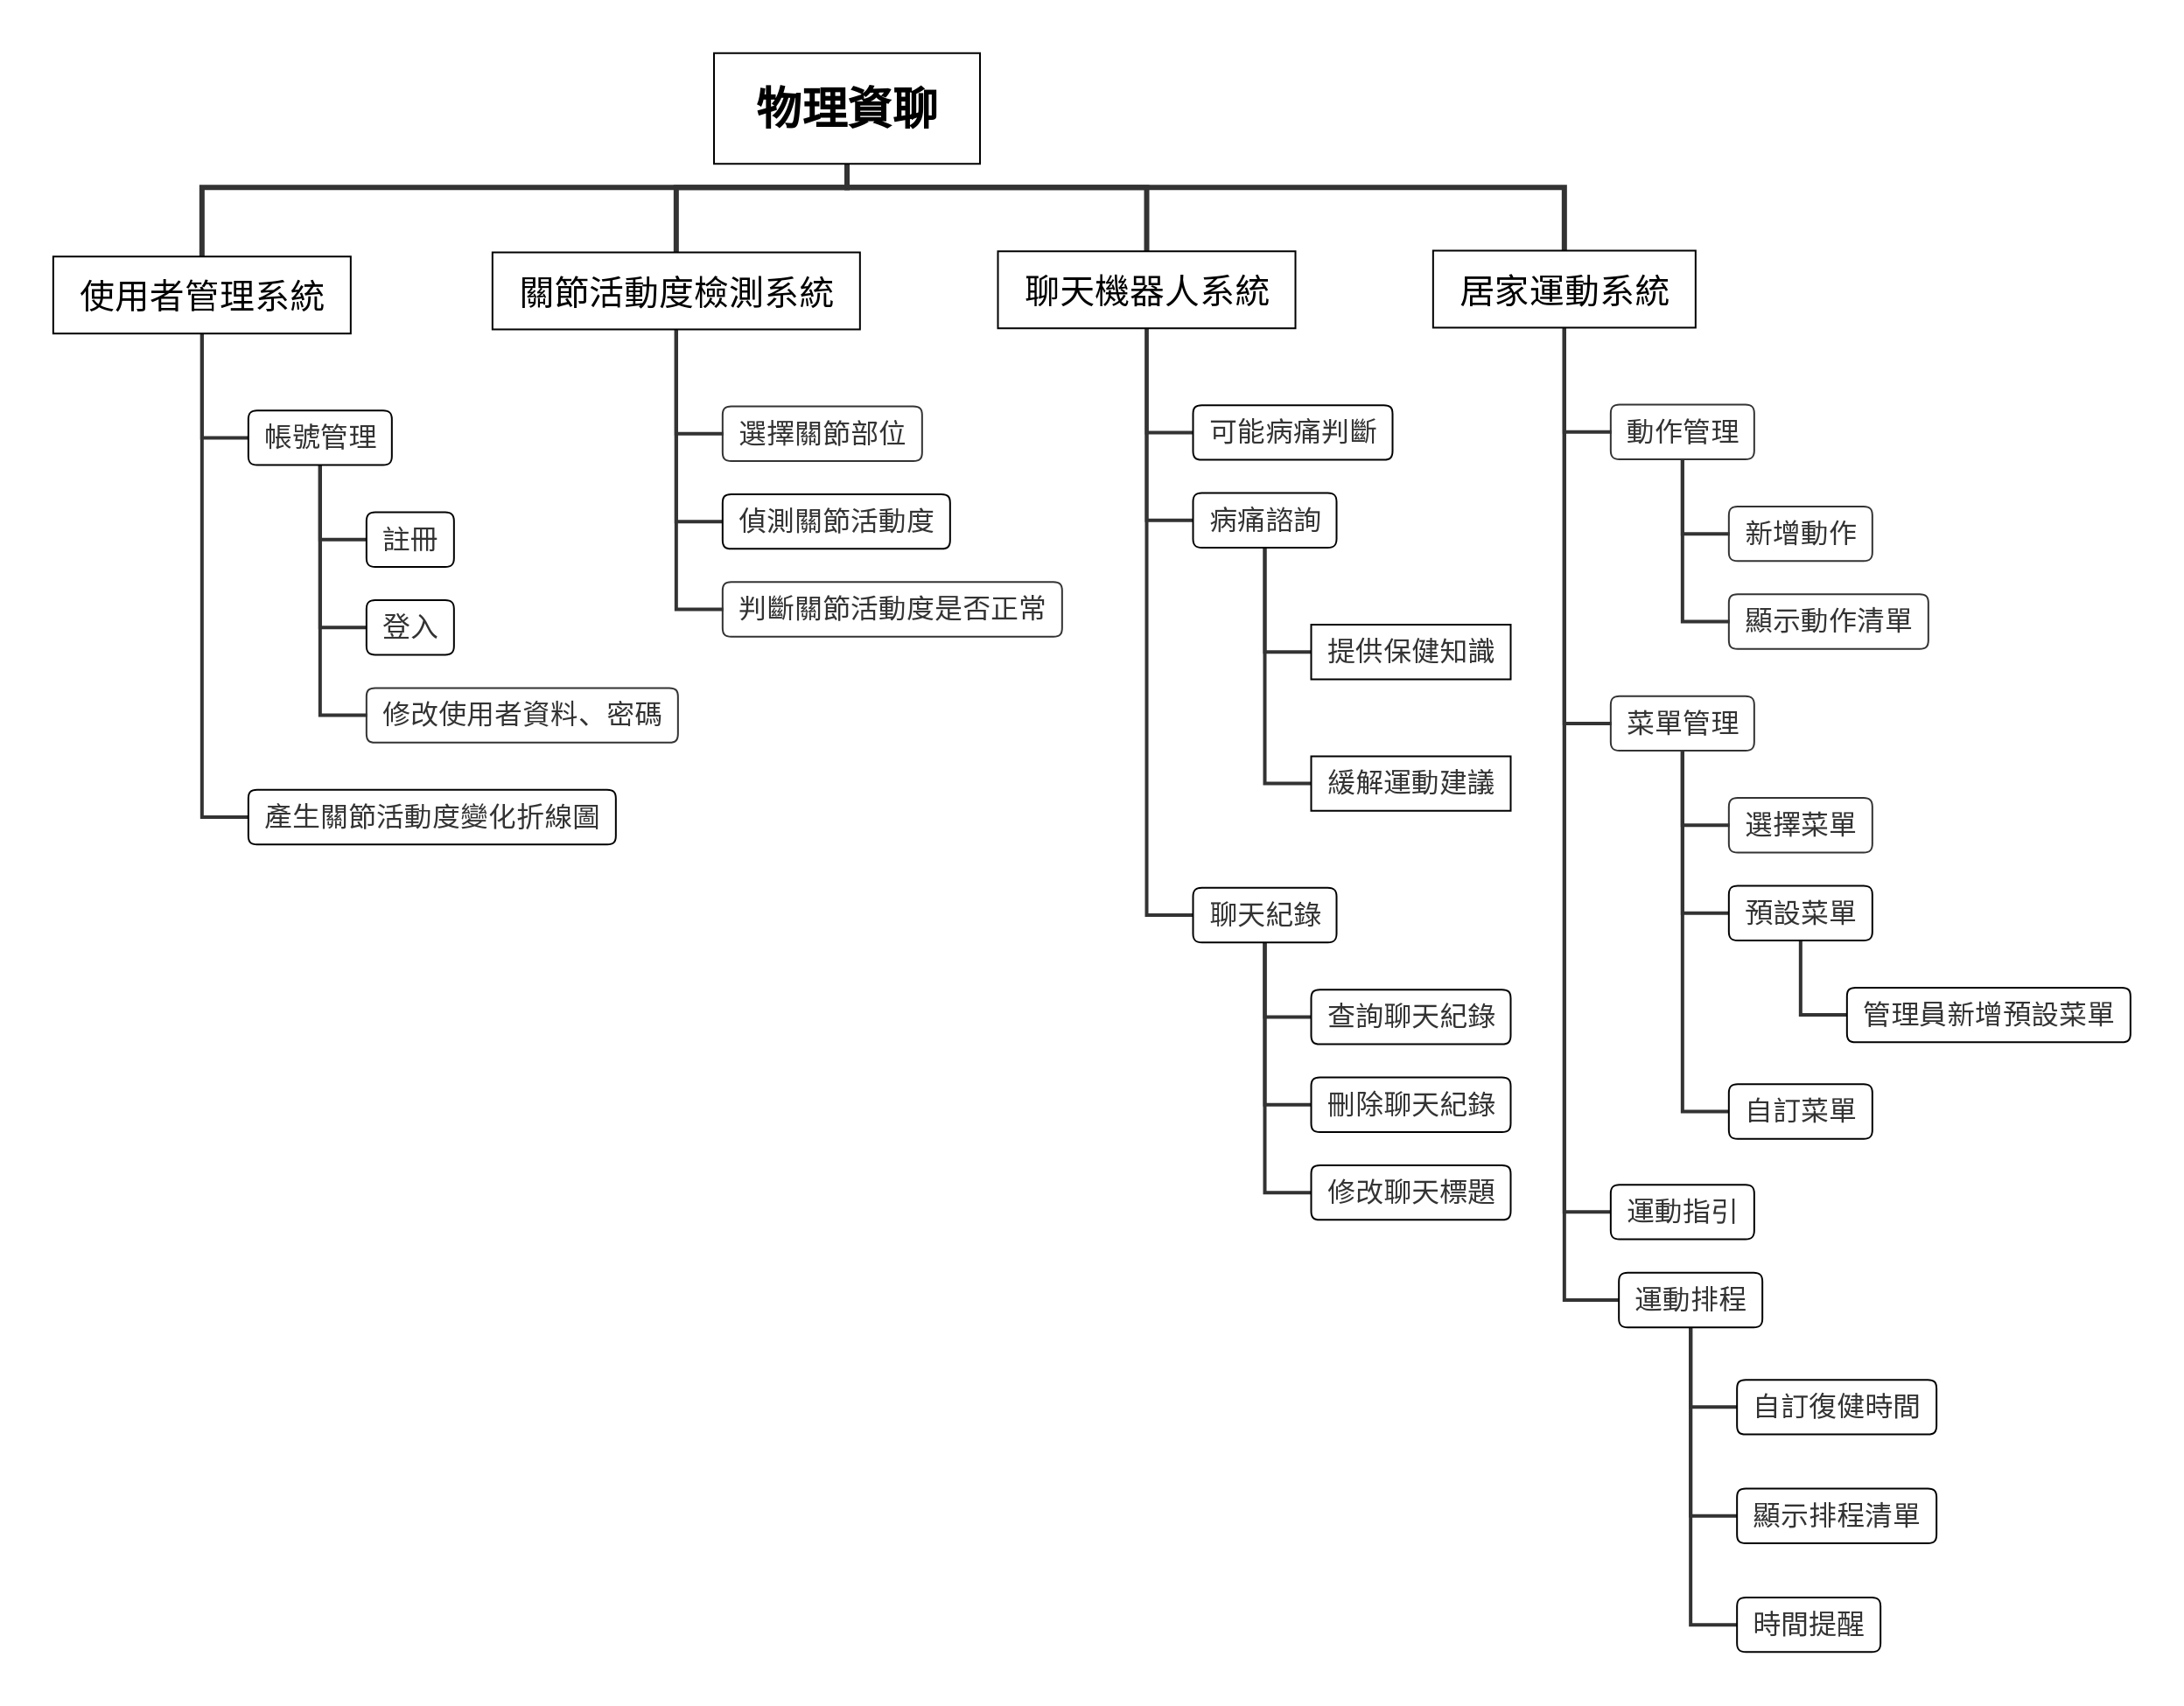 物理資聊
使用者管理系統
帳號管理
註冊
登入
修改使用者資料、密碼
產生關節活動度變化折線圖
關節活動度檢測系統
選擇關節部位
偵測關節活動度
判斷關節活動度是否正常
聊天機器人系統
可能病痛判斷
病痛諮詢
提供保健知識
緩解運動建議
聊天紀錄
查詢聊天紀錄
刪除聊天紀錄
修改聊天標題
居家運動系統
動作管理
新增動作
顯示動作清單
菜單管理
選擇菜單
預設菜單
管理員新增預設菜單
自訂菜單
運動指引
運動排程
自訂復健時間
顯示排程清單
時間提醒